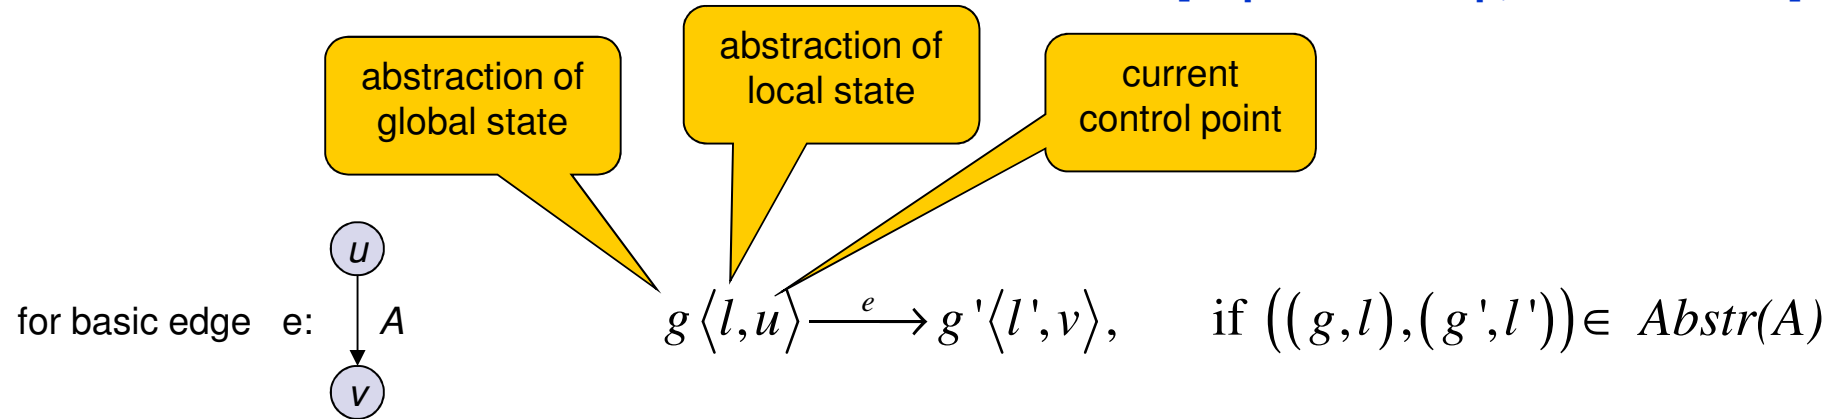 abstraction of
global state
abstraction of
local state
current
control point
u
for basic edge e: A
v
g⟨l,u⟩ —e→ g'⟨l',v⟩, if ((g,l),(g',l'))∈ Abstr(A)